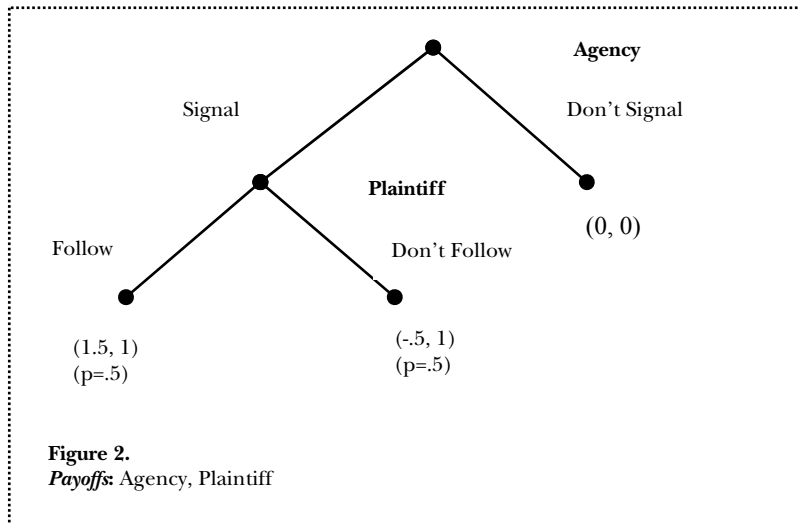 Agency
Signal
Don't Signal
Plaintiff
(0, 0)
Follow
Don't Follow
(1.5, 1)
(p=.5)
(-.5, 1)
(p=.5)
Figure 2.
Payoffs: Agency, Plaintiff